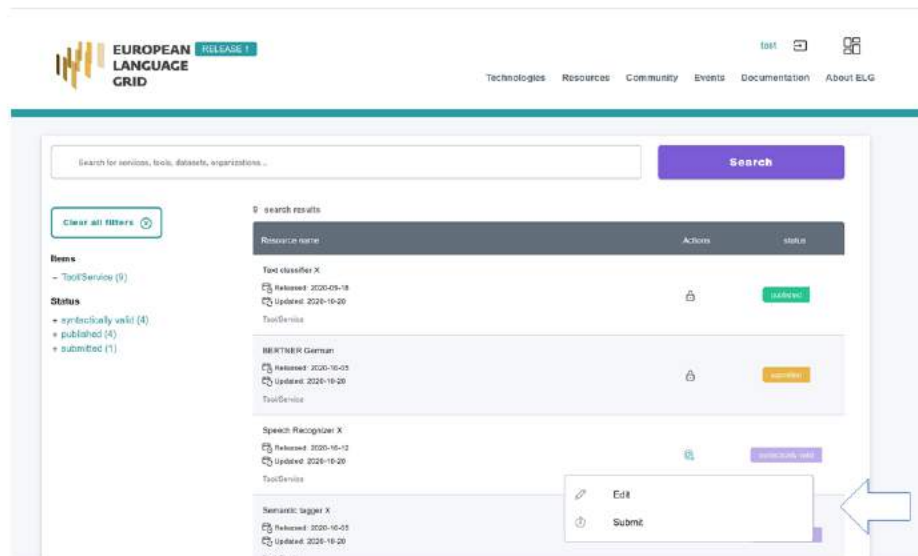 EUROPEAN RELEASE 1
LANGUAGE
GRID
test
Technologies Resources Community Events Documentation About ELG
Search for services, tools, datasets, organizations...
Search
Clear all filters
9 search results
Resource name Actions status
Items
- Tool/Service (9)
Status
+ syntactically valid (4)
+ published (4)
+ submitted (1)
Text classifier X
Released: 2020-09-18
Updated: 2020-10-20
Tool/Service
published
BERTNER German
Released: 2020-10-05
Updated: 2020-10-20
Tool/Service
submitted
Speech Recognizer X
Released: 2020-10-12
Updated: 2020-10-20
Tool/Service
syntactically valid
Edit
Submit
Semantic tagger X
Released: 2020-10-05
Updated: 2020-10-20